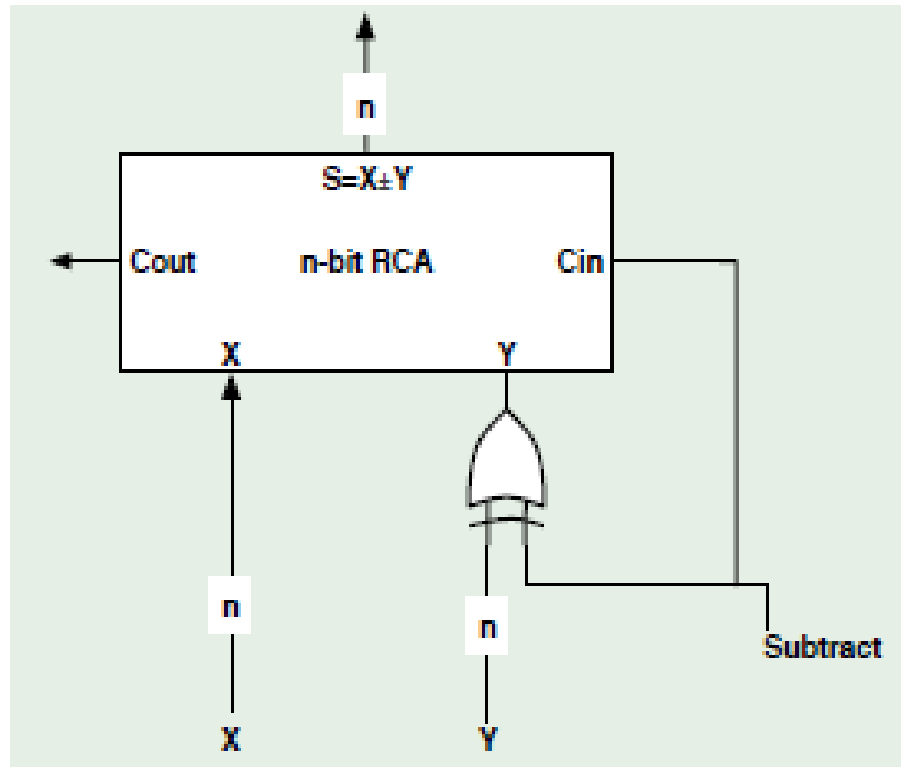 n
S=X±Y
Cout n-bit RCA Cin
X Y
n
n
Subtract
X Y